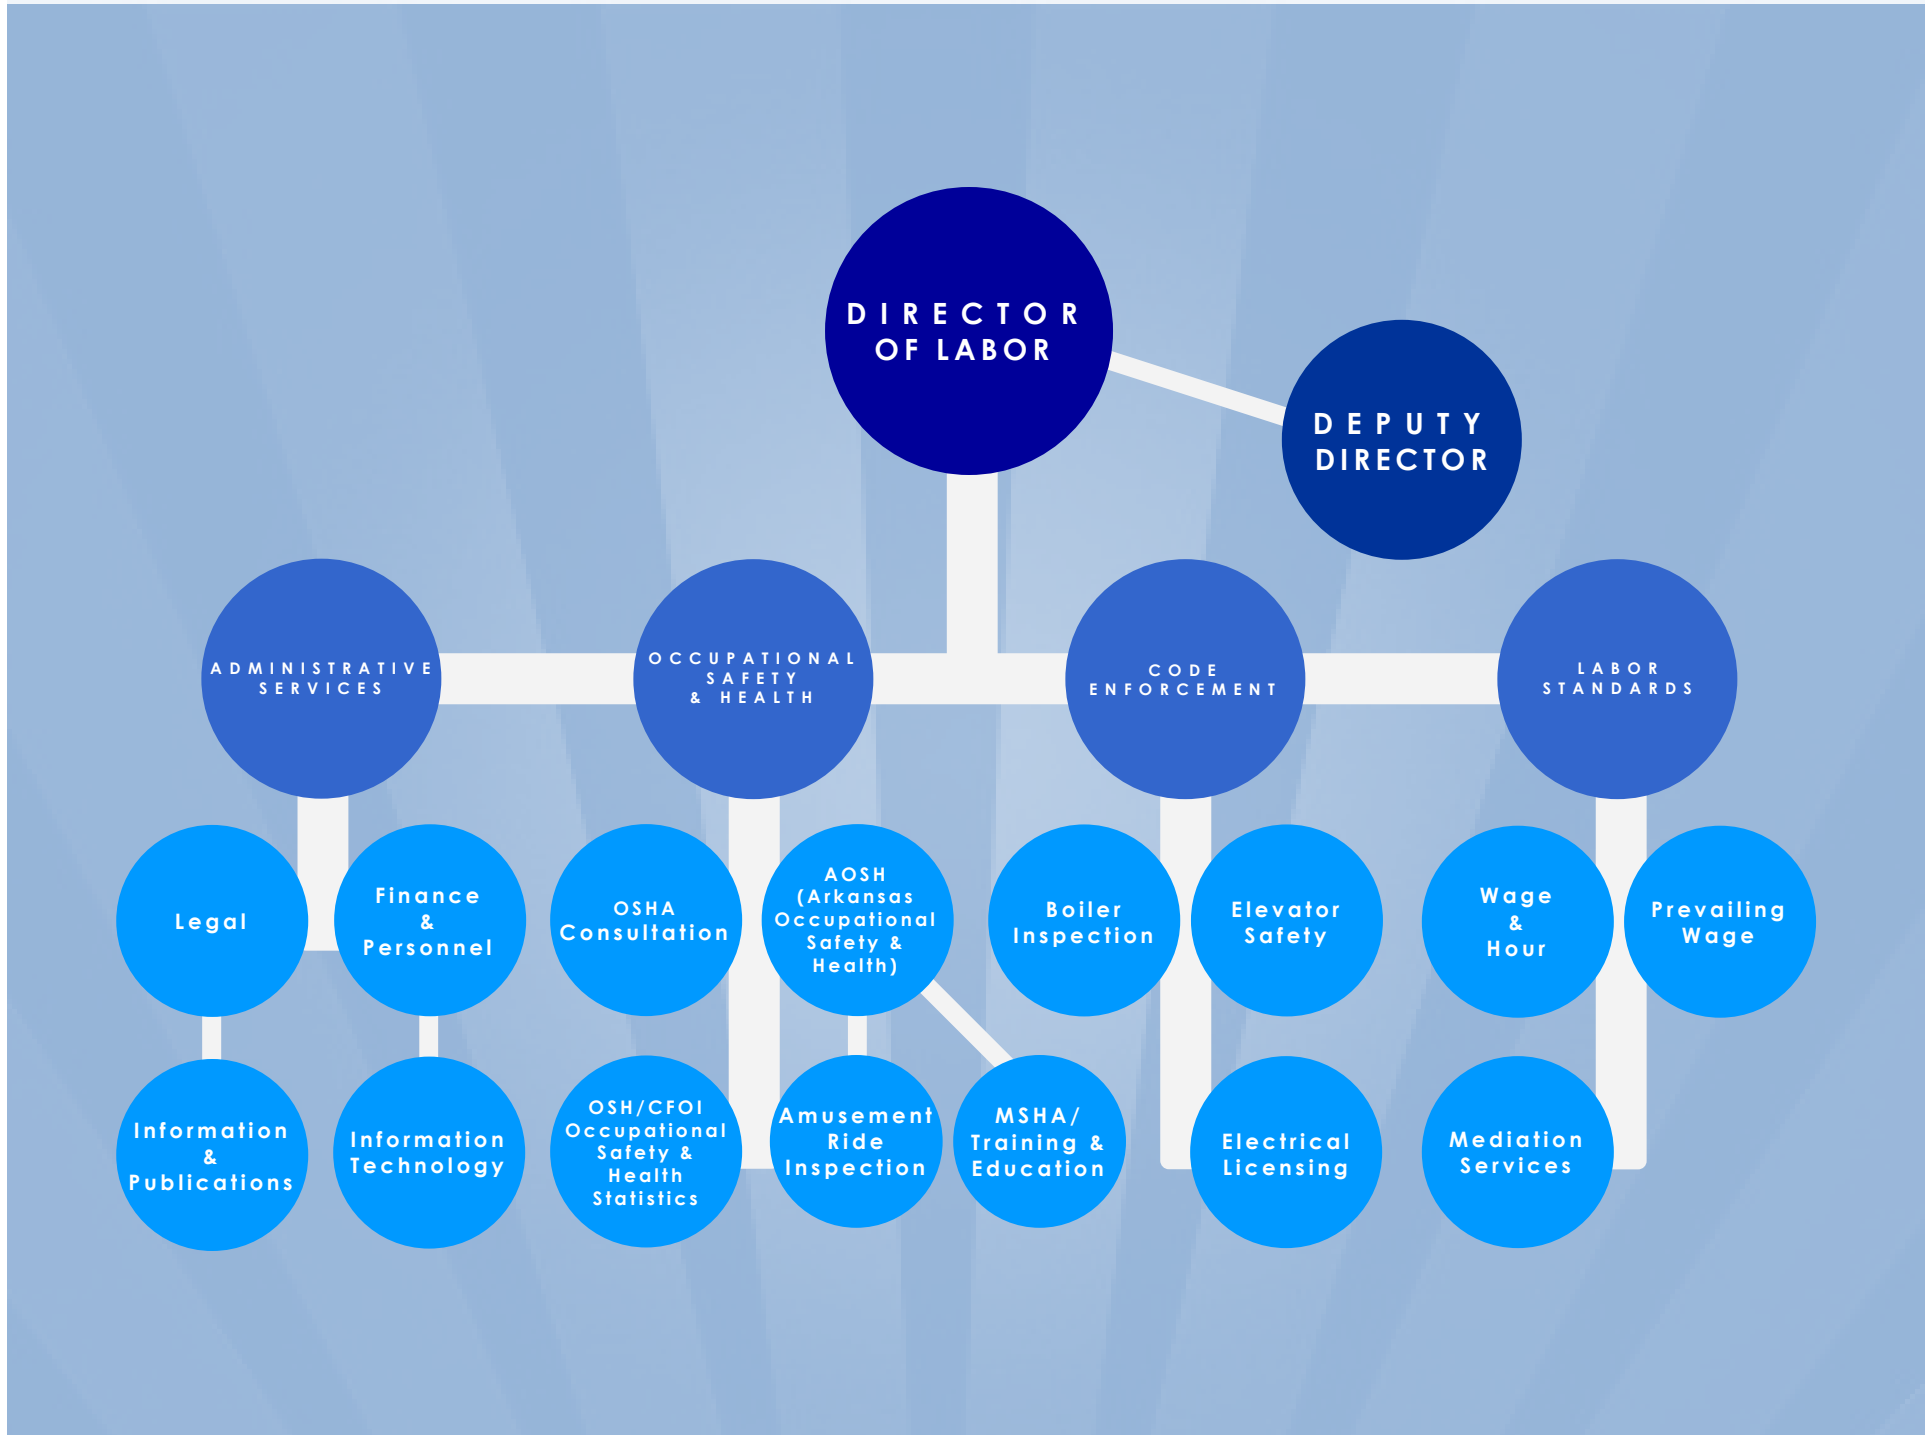 DIRECTOR
OF LABOR
DEPUTY
DIRECTOR
ADMINISTRATIVE
SERVICES
OCCUPATIONAL
SAFETY
& HEALTH
CODE
ENFORCEMENT
LABOR
STANDARDS
Legal
Finance
&
Personnel
OSHA
Consultation
AOSH
(Arkansas
Occupational
Safety &
Health)
Boiler
Inspection
Elevator
Safety
Wage
&
Hour
Prevailing
Wage
Information
&
Publications
Information
Technology
OSH/CFOI
Occupational
Safety &
Health
Statistics
Amusement
Ride
Inspection
MSHA/
Training &
Education
Electrical
Licensing
Mediation
Services